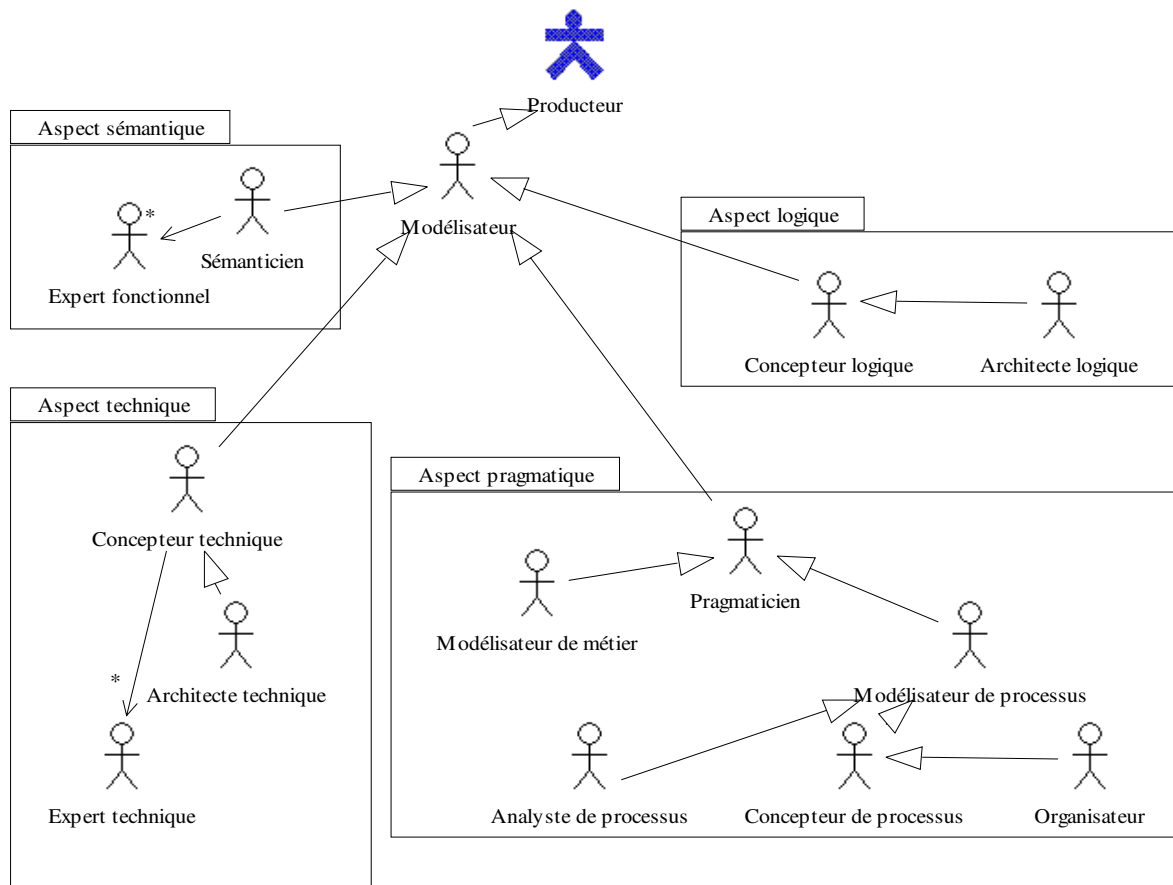 Producteur
Aspect sémantique
Modélisateur
*
Sémanticien
Expert fonctionnel
Aspect logique
Concepteur logique
Architecte logique
Aspect technique
Concepteur technique
Architecte technique
*
Expert technique
Aspect pragmatique
Pragmaticien
Modélisateur de métier
Modélisateur de processus
Analyste de processus
Concepteur de processus
Organisateur